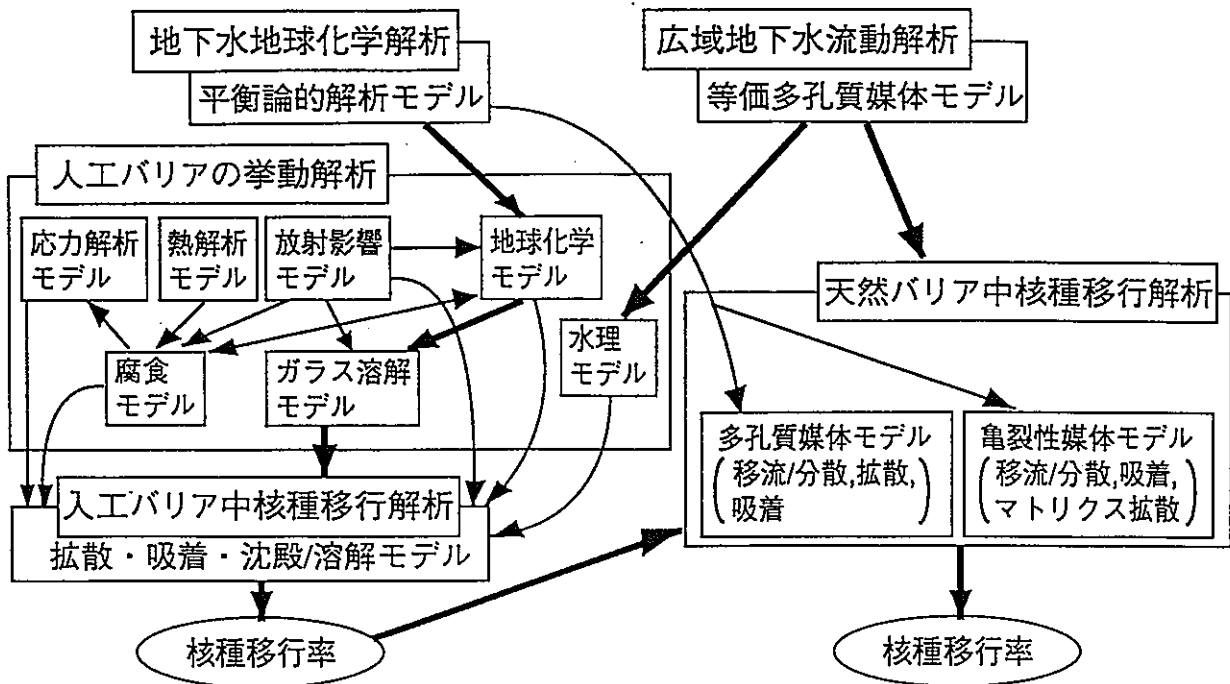 地下水地球化学解析
平衡論的解析モデル
広域地下水流動解析
等価多孔質媒体モデル
人工バリアの挙動解析
応力解析
モデル
熱解析
モデル
放射影響
モデル
地球化学
モデル
腐食
モデル
ガラス溶解
モデル
水理
モデル
人工バリア中核種移行解析
拡散・吸着・沈殿/溶解モデル
核種移行率
天然バリア中核種移行解析
多孔質媒体モデル
(移流/分散,拡散,
吸着)
亀裂性媒体モデル
(移流/分散,吸着,
マトリクス拡散)
核種移行率